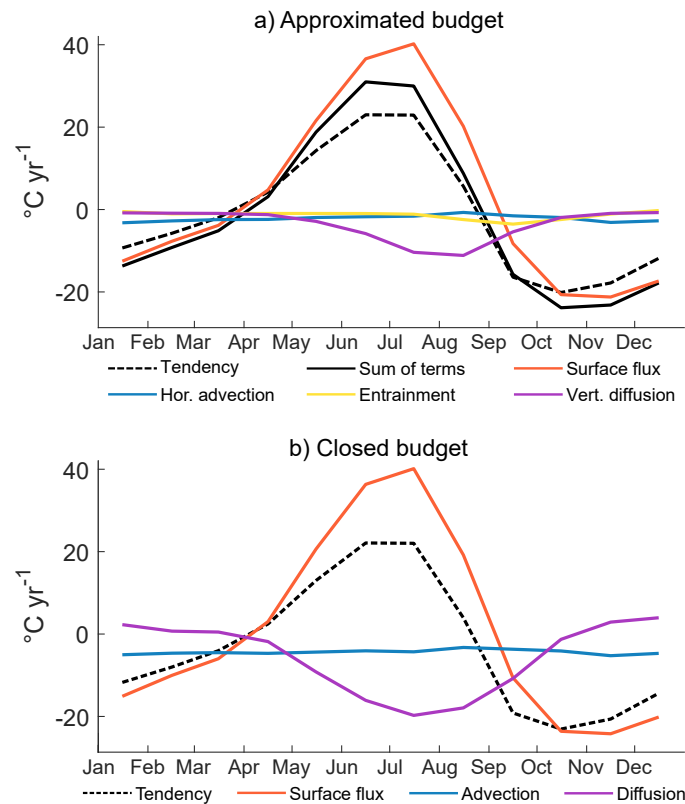 a) Approximated budget
°C yr-1
40
20
0
-20
Jan Feb Mar Apr May Jun Jul Aug Sep Oct Nov Dec
Tendency Sum of terms Surface flux
Hor. advection Entrainment Vert. diffusion
b) Closed budget
°C yr-1
40
20
0
-20
Jan Feb Mar Apr May Jun Jul Aug Sep Oct Nov Dec
Tendency Surface flux Advection Diffusion